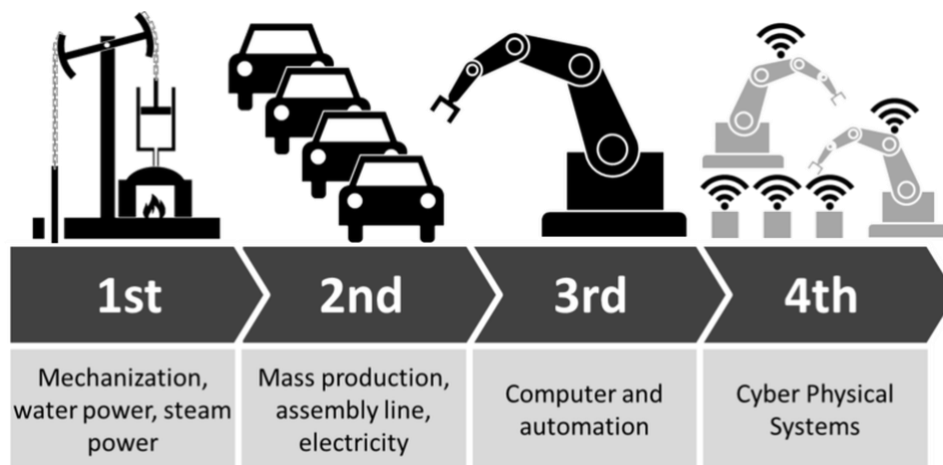 1st
2nd
3rd
4th
Mechanization,
water power, steam
power
Mass production,
assembly line,
electricity
Computer and
automation
Cyber Physical
Systems